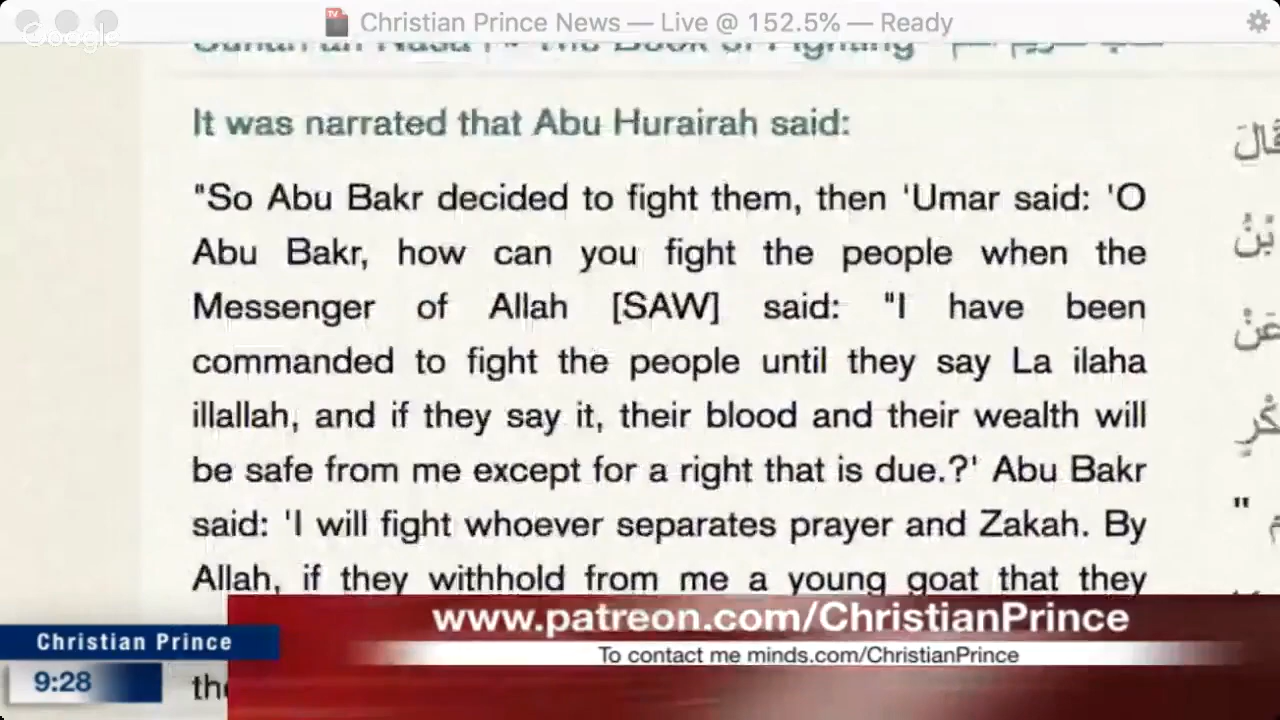 Christian Prince News — Live @ 152.5% — Ready
Google
The Book of Fighting
It was narrated that Abu Hurairah said:
"So Abu Bakr decided to fight them, then 'Umar said: 'O
Abu Bakr, how can you fight the people when the
Messenger of Allah [SAW] said: "I have been
commanded to fight the people until they say La ilaha
illallah, and if they say it, their blood and their wealth will
be safe from me except for a right that is due.?' Abu Bakr
said: 'I will fight whoever separates prayer and Zakah. By
Allah, if they withhold from me a young goat that they
www.patreon.com/ChristianPrince
To contact me minds.com/ChristianPrince
Christian Prince
9:28